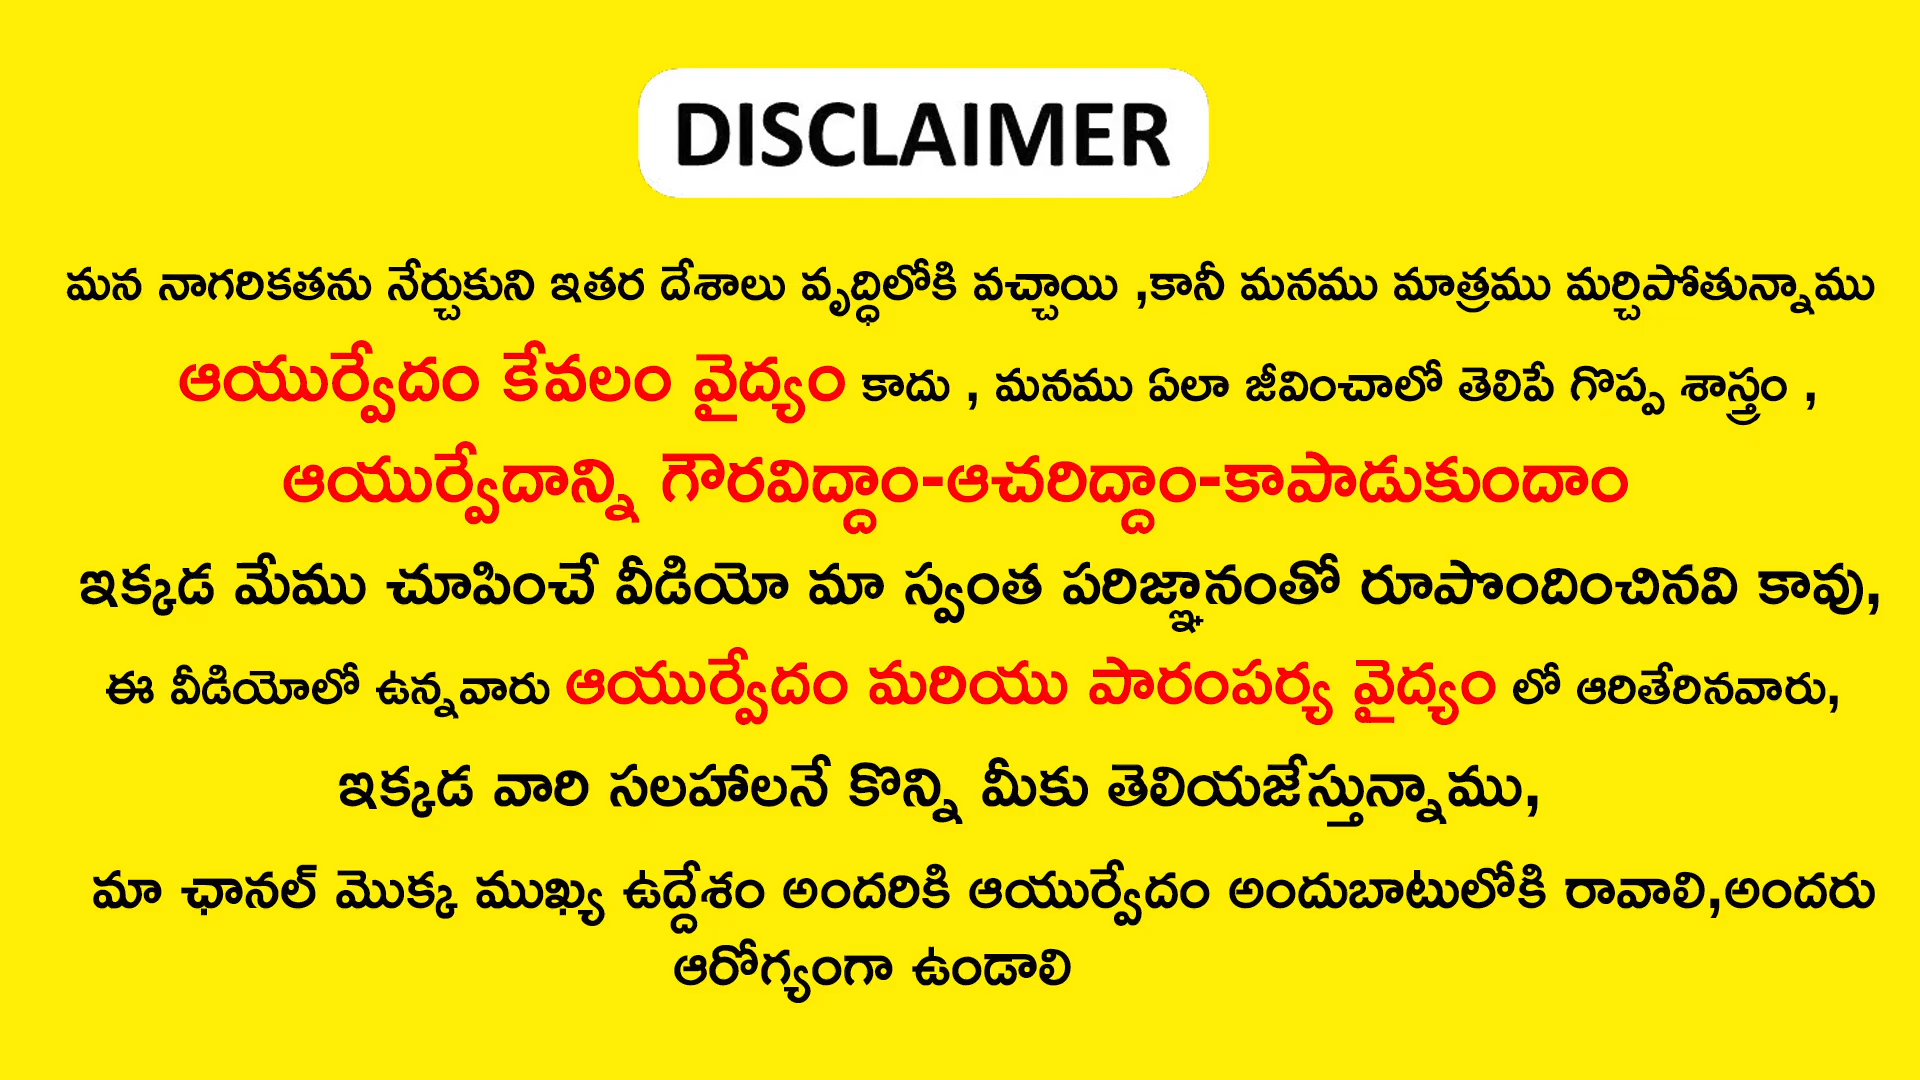 DISCLAIMER
మన నాగరికతను నేర్చుకుని ఇతర దేశాలు వృద్ధిలోకి వచ్చాయి ,కానీ మనము మాత్రము మర్చిపోతున్నాము
ఆయుర్వేదం కేవలం వైద్యం కాదు , మనము ఏలా జీవించాలో తెలిపే గొప్ప శాస్త్రం ,
ఆయుర్వేదాన్ని గౌరవిద్దాం-ఆచరిద్దాం-కాపాడుకుందాం
ఇక్కడ మేము చూపించే వీడియో మా స్వంత పరిజ్ఞానంతో రూపొందించినవి కావు,
ఈ వీడియోలో ఉన్నవారు ఆయుర్వేదం మరియు పారంపర్య వైద్యం లో ఆరితేరినవారు,
ఇక్కడ వారి సలహాలనే కొన్ని మీకు తెలియజేస్తున్నాము,
మా ఛానల్ మొక్క ముఖ్య ఉద్దేశం అందరికి ఆయుర్వేదం అందుబాటులోకి రావాలి,అందరు
ఆరోగ్యంగా ఉండాలి